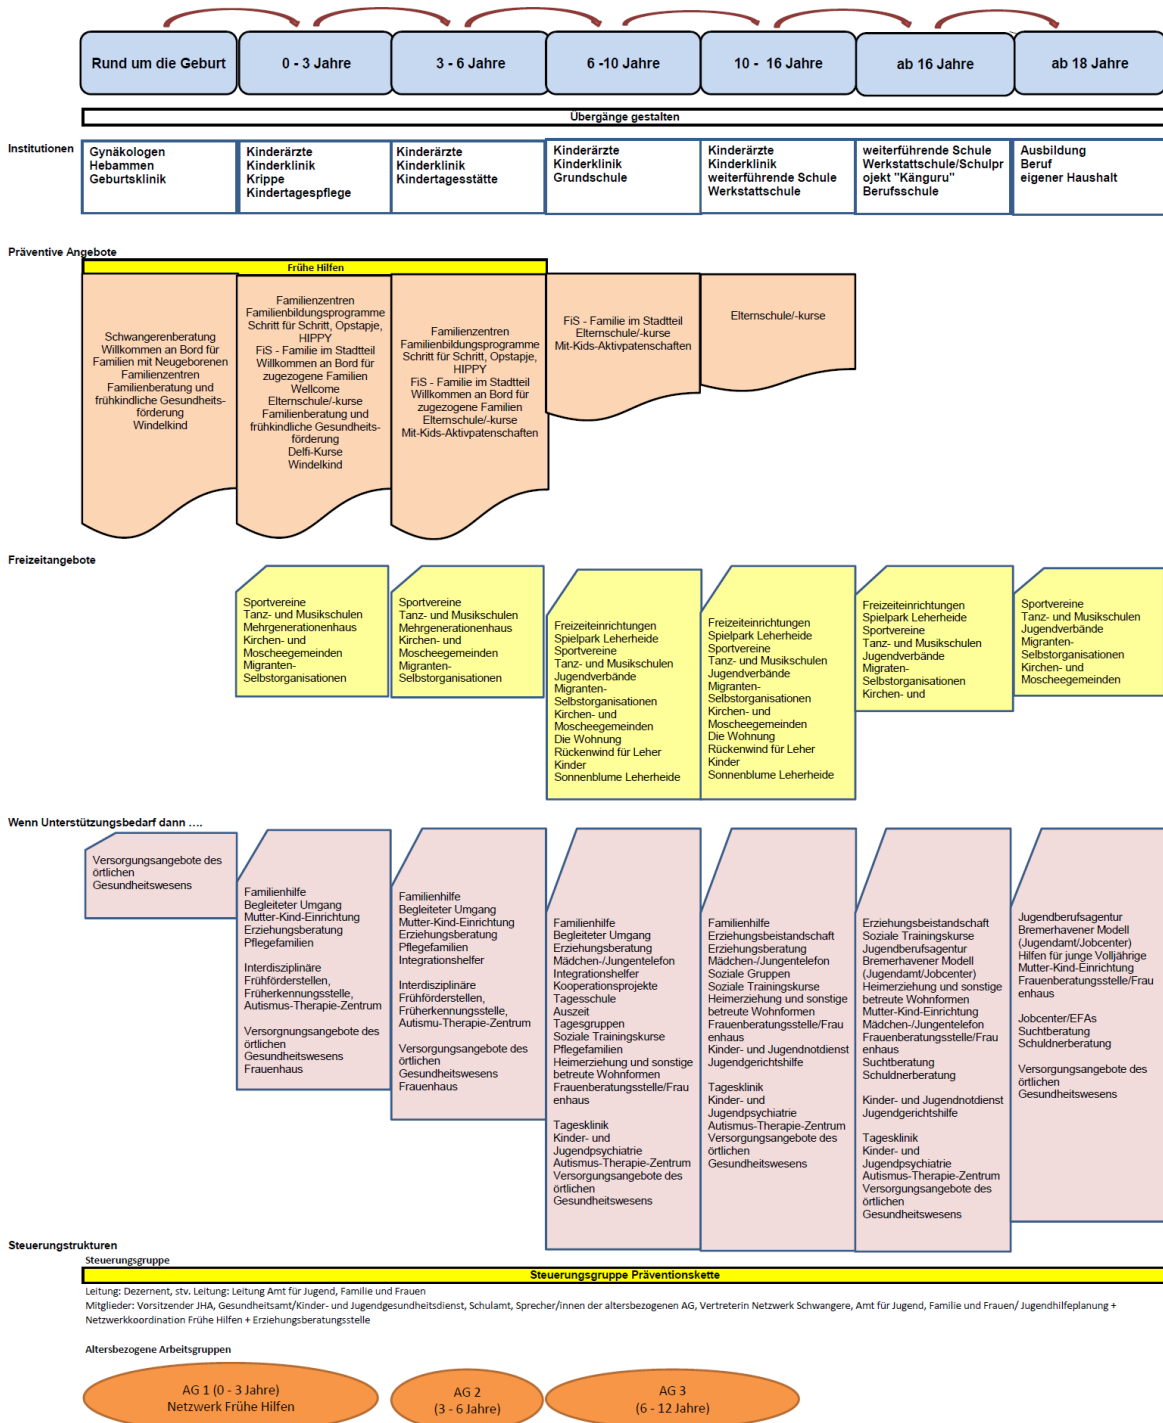 Rund um die Geburt
0 - 3 Jahre
3 - 6 Jahre
6 -10 Jahre
10 - 16 Jahre
ab 16 Jahre
ab 18 Jahre
Übergänge gestalten
Institutionen
Gynäkologen
Hebammen
Geburtsklinik
Kinderärzte
Kinderklinik
Krippe
Kindertagespflege
Kinderärzte
Kinderklinik
Kindertagesstätte
Kinderärzte
Kinderklinik
Grundschule
Kinderärzte
Kinderklinik
weiterführende Schule
Werkstattschule
weiterführende Schule
Werkstattschule/Schulpr
ojekt "Känguru"
Berufsschule
Ausbildung
Beruf
eigener Haushalt
Präventive Angebote
Frühe Hilfen
Schwangerenberatung
Willkommen an Bord für
Familien mit Neugeborenen
Familienzentren
Familienberatung und
frühkindliche Gesundheits-
förderung
Windelkind
Familienzentren
Familienbildungsprogramme
Schritt für Schritt, Opstapje,
HIPPY
FiS - Familie im Stadtteil
Willkommen an Bord für
zugezogene Familien
Wellcome
Elternschule/-kurse
Familienberatung und
frühkindliche Gesundheits-
förderung
Delfi-Kurse
Windelkind
Familienzentren
Familienbildungsprogramme
Schritt für Schritt, Opstapje,
HIPPY
FiS - Familie im Stadtteil
Willkommen an Bord für
zugezogene Familien
Elternschule/-kurse
Mit-Kids-Aktivpatenschaften
FiS - Familie im Stadtteil
Elternschule/-kurse
Mit-Kids-Aktivpatenschaften
Elternschule/-kurse
Freizeitangebote
Sportvereine
Tanz- und Musikschulen
Mehrgenerationenhaus
Kirchen- und
Moscheegemeinden
Migranten-
Selbstorganisationen
Sportvereine
Tanz- und Musikschulen
Mehrgenerationenhaus
Kirchen- und
Moscheegemeinden
Migranten-
Selbstorganisationen
Freizeiteinrichtungen
Spielpark Leherheide
Sportvereine
Tanz- und Musikschulen
Jugendverbände
Migranten-
Selbstorganisationen
Kirchen- und
Moscheegemeinden
Die Wohnung
Rückenwind für Leher
Kinder
Sonnenblume Leherheide
Freizeiteinrichtungen
Spielpark Leherheide
Sportvereine
Tanz- und Musikschulen
Jugendverbände
Migranten-
Selbstorganisationen
Kirchen- und
Moscheegemeinden
Die Wohnung
Rückenwind für Leher
Kinder
Sonnenblume Leherheide
Freizeiteinrichtungen
Spielpark Leherheide
Sportvereine
Tanz- und Musikschulen
Jugendverbände
Migraten-
Selbstorganisationen
Kirchen- und
Sportvereine
Tanz- und Musikschulen
Jugendverbände
Migranten-
Selbstorganisationen
Kirchen- und
Moscheegemeinden
Wenn Unterstützungsbedarf dann ....
Versorgungsangebote des
örtlichen
Gesundheitswesens
Familienhilfe
Begleiteter Umgang
Mutter-Kind-Einrichtung
Erziehungsberatung
Pflegefamilien
Interdisziplinäre
Frühförderstellen,
Früherkennungsstelle,
Autismus-Therapie-Zentrum
Versorgnungsangebote des
örtlichen
Gesundheitswesens
Frauenhaus
Familienhilfe
Begleiteter Umgang
Mutter-Kind-Einrichtung
Erziehungsberatung
Pflegefamilien
Integrationshelfer
Interdisziplinäre
Frühförderstellen,
Früherkennungsstelle,
Autismu-Therapie-Zentrum
Versorgungsangebote des
örtlichen
Gesundheitswesens
Frauenhaus
Familienhilfe
Begleiteter Umgang
Erziehungsberatung
Mädchen-/Jungentelefon
Integrationshelfer
Kooperationsprojekte
Tagesschule
Auszeit
Tagesgruppen
Soziale Trainingskurse
Pflegefamilien
Heimerziehung und sonstige
betreute Wohnformen
Frauenberatungsstelle/Frau
enhaus
Tagesklinik
Kinder- und
Jugendpsychiatrie
Autismus-Therapie-Zentrum
Versorgungsangebote des
örtlichen
Gesundheitswesens
Familienhilfe
Erziehungsbeistandschaft
Erziehungsberatung
Mädchen-/Jungentelefon
Soziale Gruppen
Soziale Trainingskurse
Heimerziehung und sonstige
betreute Wohnformen
Frauenberatungsstelle/Frau
enhaus
Kinder- und Jugendnotdienst
Jugendgerichtshilfe
Tagesklinik
Kinder- und
Jugendpsychiatrie
Autismus-Therapie-Zentrum
Versorgungsangebote des
örtlichen
Gesundheitswesens
Erziehungsbeistandschaft
Soziale Trainingskurse
Jugendberufsagentur
Bremerhavener Modell
(Jugendamt/Jobcenter)
Heimerziehung und sonstige
betreute Wohnformen
Mutter-Kind-Einrichtung
Mädchen-/Jungentelefon
Frauenberatungsstelle/Frau
enhaus
Suchtberatung
Schuldnerberatung
Kinder- und Jugendnotdienst
Jugendgerichtshilfe
Tagesklinik
Kinder- und
Jugendpsychiatrie
Autismus-Therapie-Zentrum
Versorgungsangebote des
örtlichen
Gesundheitswesens
Jugendberufsagentur
Bremerhavener Modell
(Jugendamt/Jobcenter)
Hilfen für junge Volljährige
Mutter-Kind-Einrichtung
Frauenberatungsstelle/Frau
enhaus
Jobcenter/EFAs
Suchtberatung
Schuldnerberatung
Versorgungsangebote des
örtlichen
Gesundheitswesens
Steuerungstrukturen
Steuerungsgruppe
Steuerungsgruppe Präventionskette
Leitung: Dezernent, stv. Leitung: Leitung Amt für Jugend, Familie und Frauen
Mitglieder: Vorsitzender JHA, Gesundheitsamt/Kinder- und Jugendgesundheitsdienst, Schulamt, Sprecher/innen der altersbezogenen AG, Vertreterin Netzwerk Schwangere, Amt für Jugend, Familie und Frauen/ Jugendhilfeplanung +
Netzwerkkoordination Frühe Hilfen + Erziehungsberatungsstelle
Altersbezogene Arbeitsgruppen
AG 1 (0 - 3 Jahre)
Netzwerk Frühe Hilfen
AG 2
(3 - 6 Jahre)
AG 3
(6 - 12 Jahre)